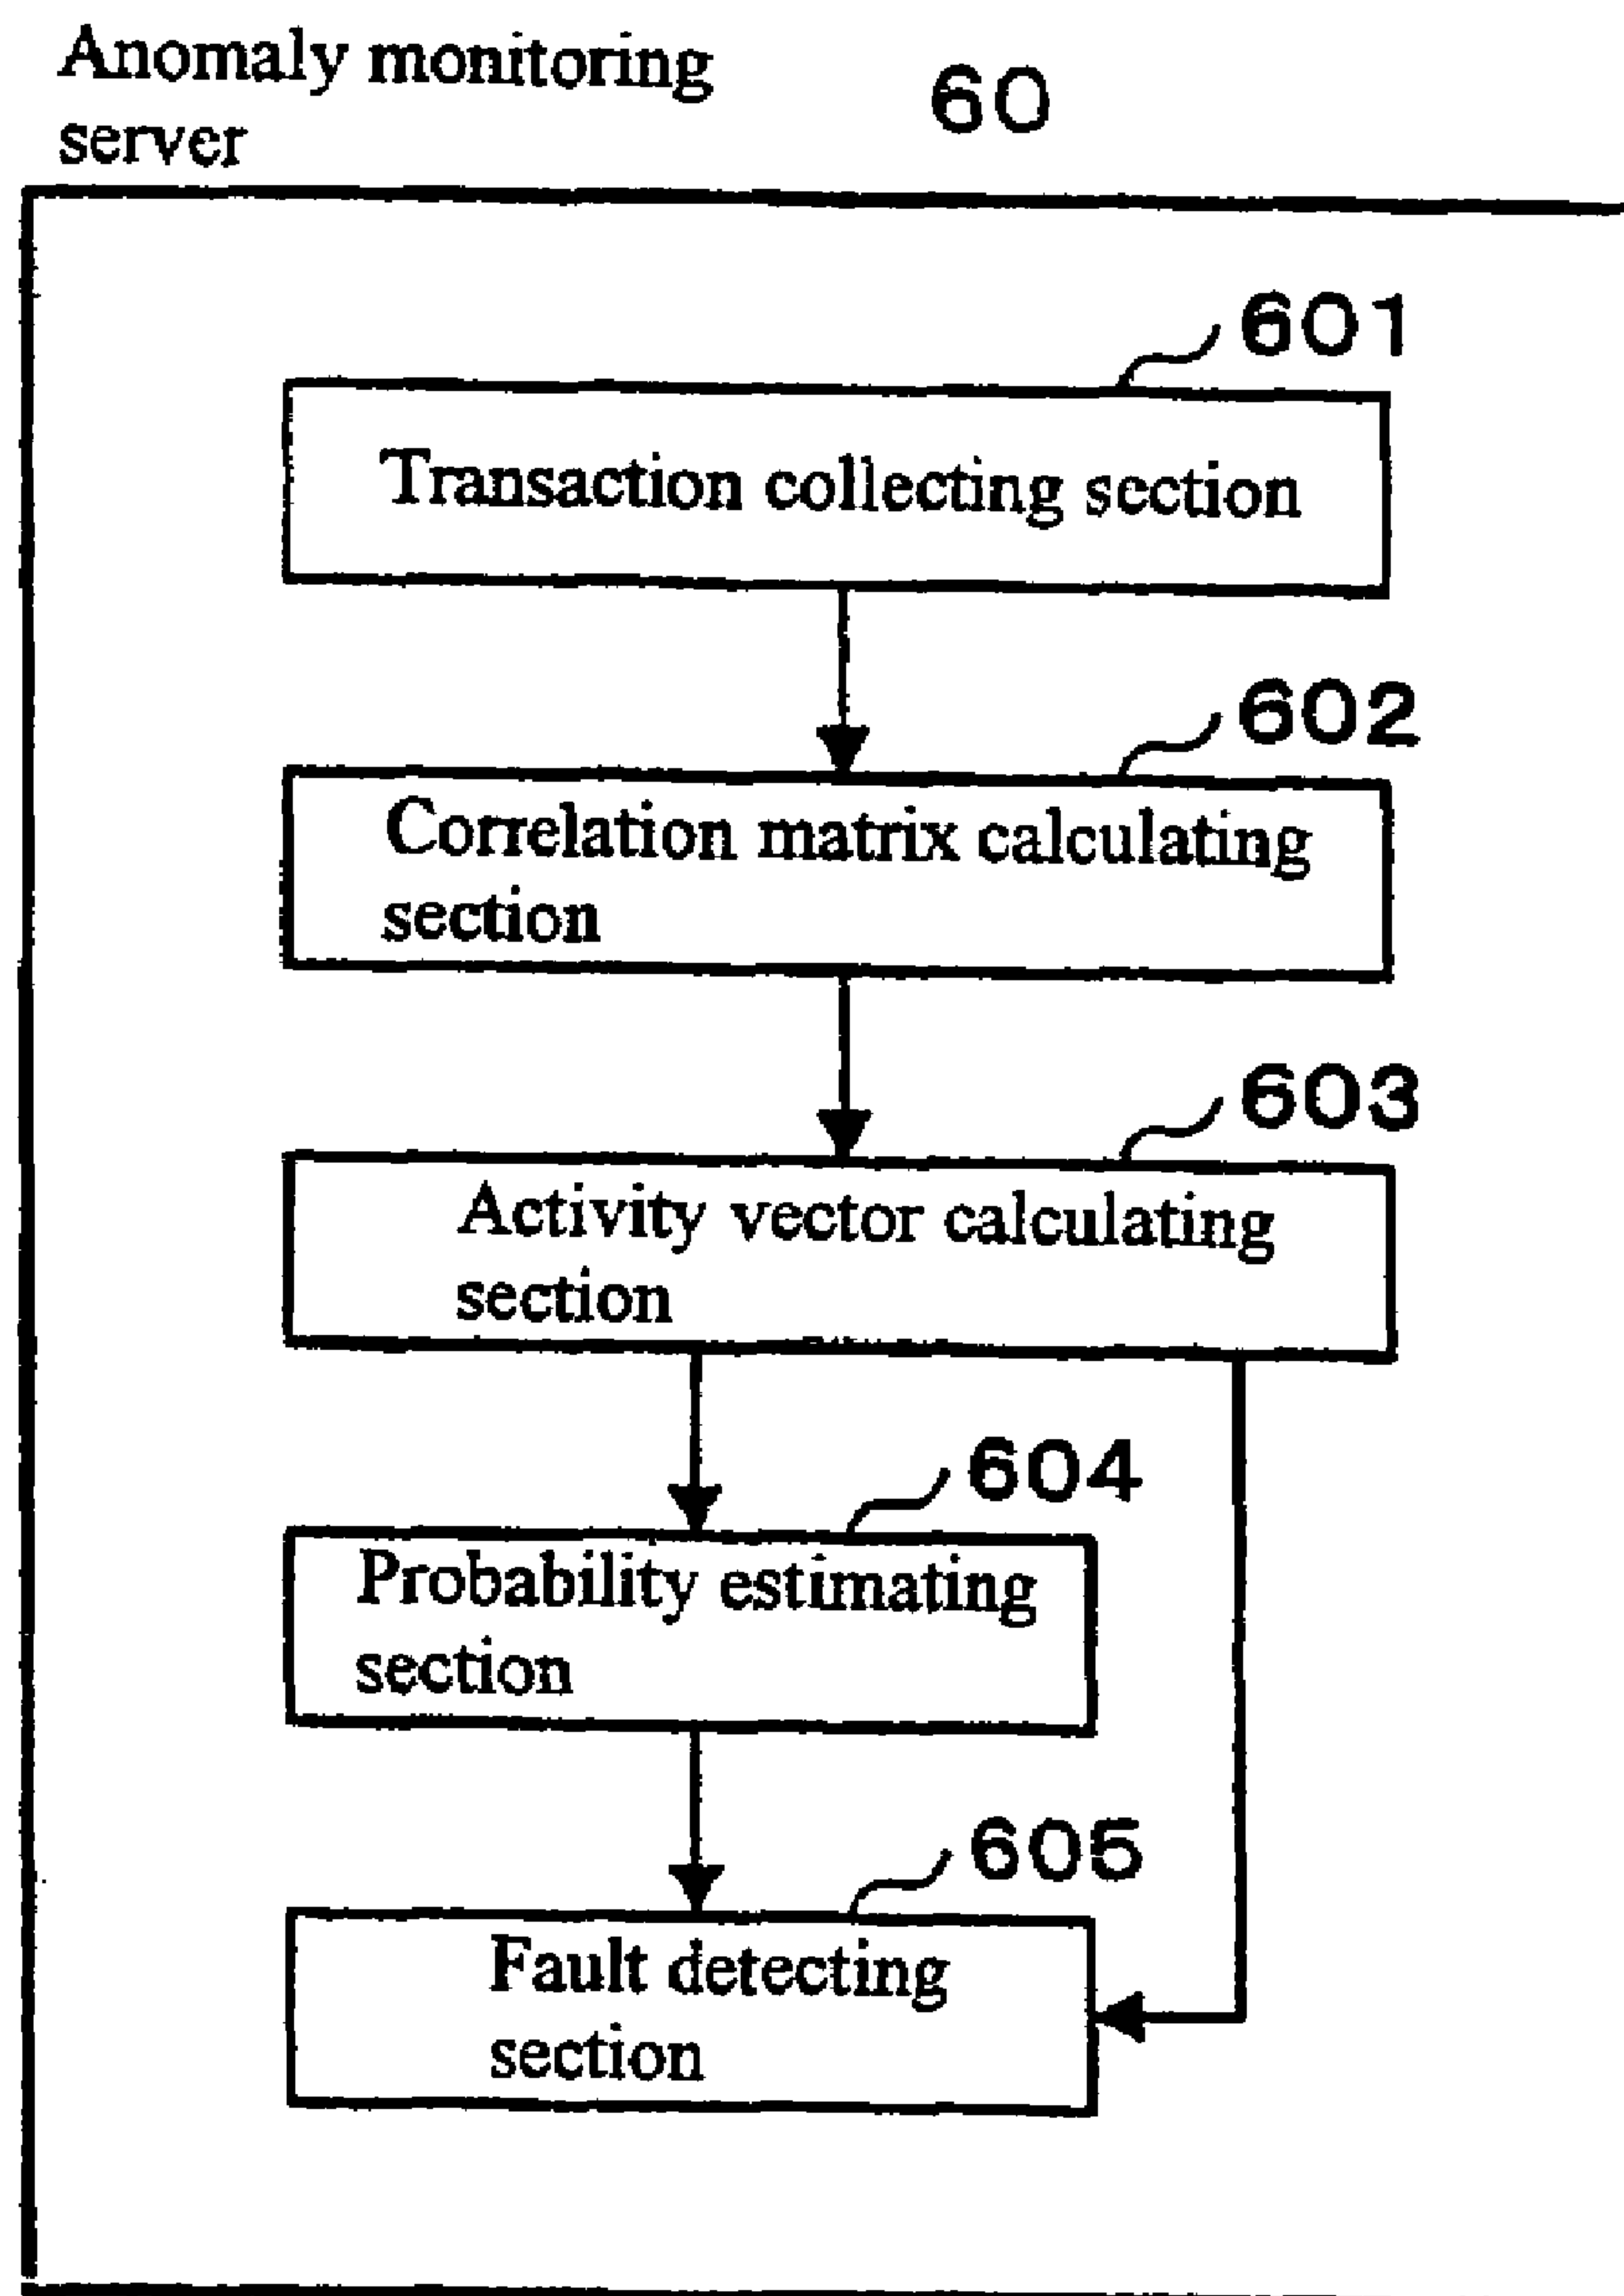 Anomaly monitoring
server
60
601
Transaction collecting section
602
Correlation matrix calculating
section
603
Activity vector calculating
section
604
Probability estimating
section
605
Fault detecting
section